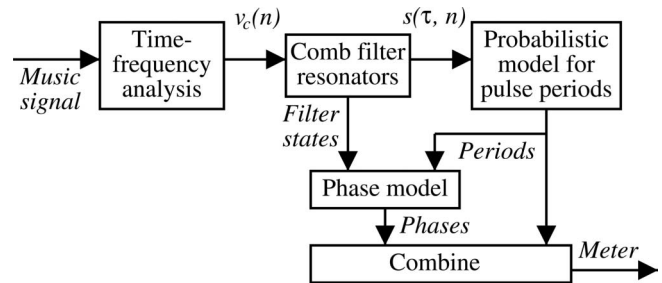 Music
signal
Time-
frequency
analysis
v_c(n)
Comb filter
resonators
s(τ, n)
Probabilistic
model for
pulse periods
Filter
states
Periods
Phase model
Phases
Combine
Meter